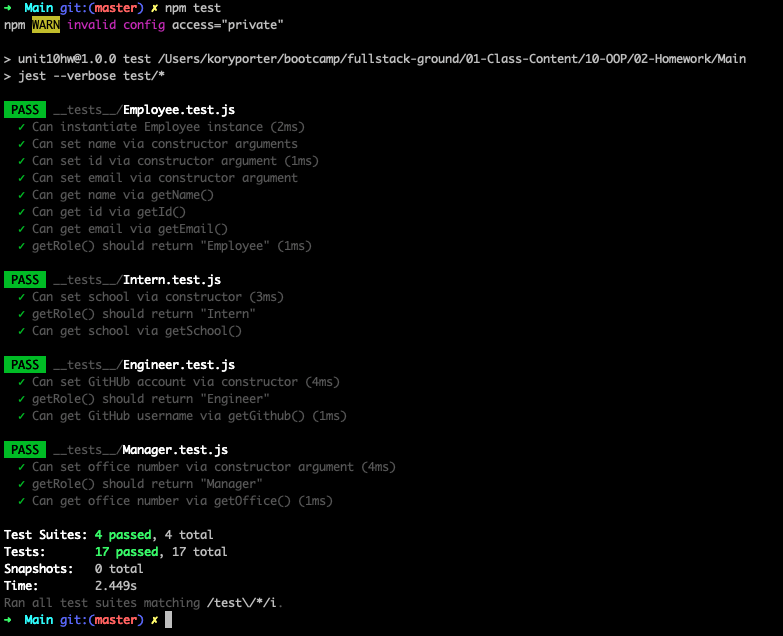 ➜ Main git:(master) ✗ npm test
npm WARN invalid config access="private"
> unit10hw@1.0.0 test /Users/koryporter/bootcamp/fullstack-ground/01-Class-Content/10-OOP/02-Homework/Main
> jest --verbose test/*
PASS __tests__/Employee.test.js
✓ Can instantiate Employee instance (2ms)
✓ Can set name via constructor arguments
✓ Can set id via constructor argument (1ms)
✓ Can set email via constructor argument
✓ Can get name via getName()
✓ Can get id via getId()
✓ Can get email via getEmail()
✓ getRole() should return "Employee" (1ms)
PASS __tests__/Intern.test.js
✓ Can set school via constructor (3ms)
✓ getRole() should return "Intern"
✓ Can get school via getSchool()
PASS __tests__/Engineer.test.js
✓ Can set GitHUb account via constructor (4ms)
✓ getRole() should return "Engineer"
✓ Can get GitHub username via getGithub() (1ms)
PASS __tests__/Manager.test.js
✓ Can set office number via constructor argument (4ms)
✓ getRole() should return "Manager"
✓ Can get office number via getOffice() (1ms)
Test Suites: 4 passed, 4 total
Tests: 17 passed, 17 total
Snapshots: 0 total
Time: 2.449s
Ran all test suites matching /test\/*/i.
➜ Main git:(master) ✗